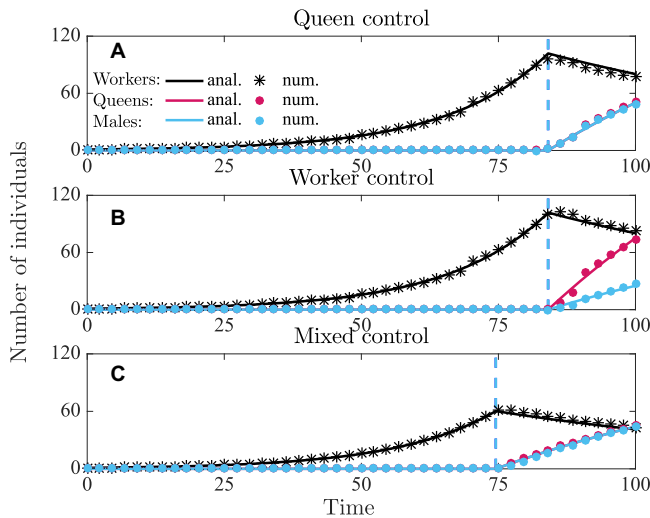 Queen control
A
120
60
0
Workers: anal. num.
Queens: anal. num.
Males: anal. num.
0 25 50 75 100
Worker control
B
120
60
0
0 25 50 75 100
Mixed control
C
120
60
0
0 25 50 75 100
Time
Number of individuals